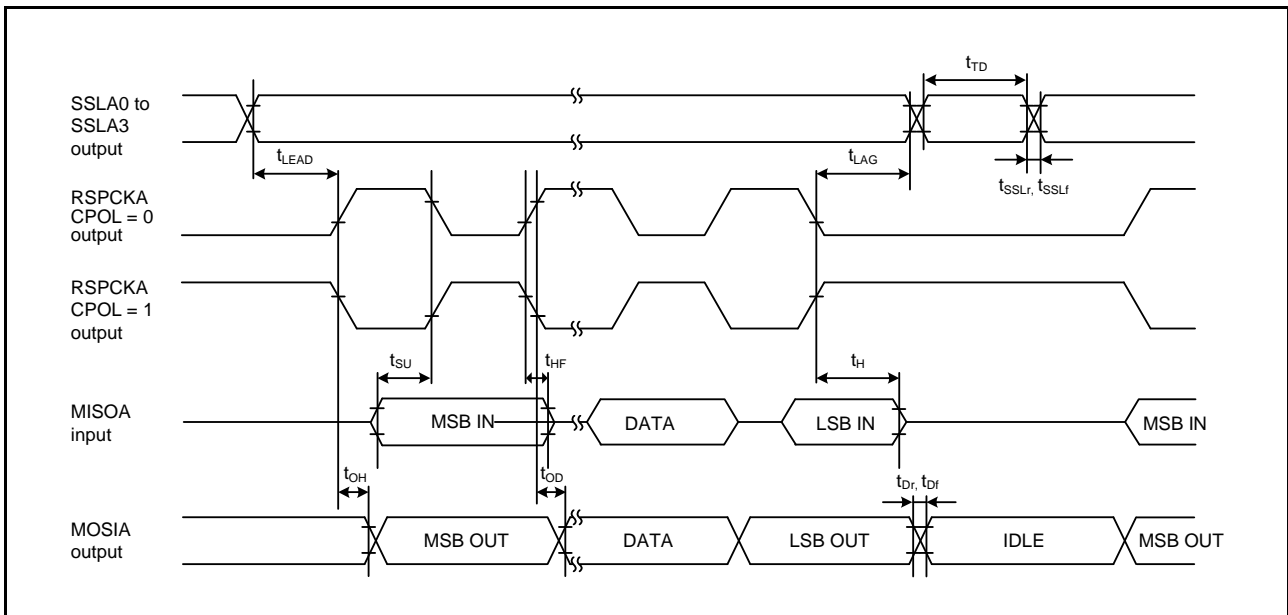 SSLA0 to
SSLA3
output
tTD
tLEAD
tLAG
tSSLr, tSSLf
RSPCKA
CPOL = 0
output
RSPCKA
CPOL = 1
output
tSU
tHF
tH
MISOA
input
MSB IN
DATA
LSB IN
MSB IN
tOH
tOD
tDr, tDf
MOSIA
output
MSB OUT
DATA
LSB OUT
IDLE
MSB OUT